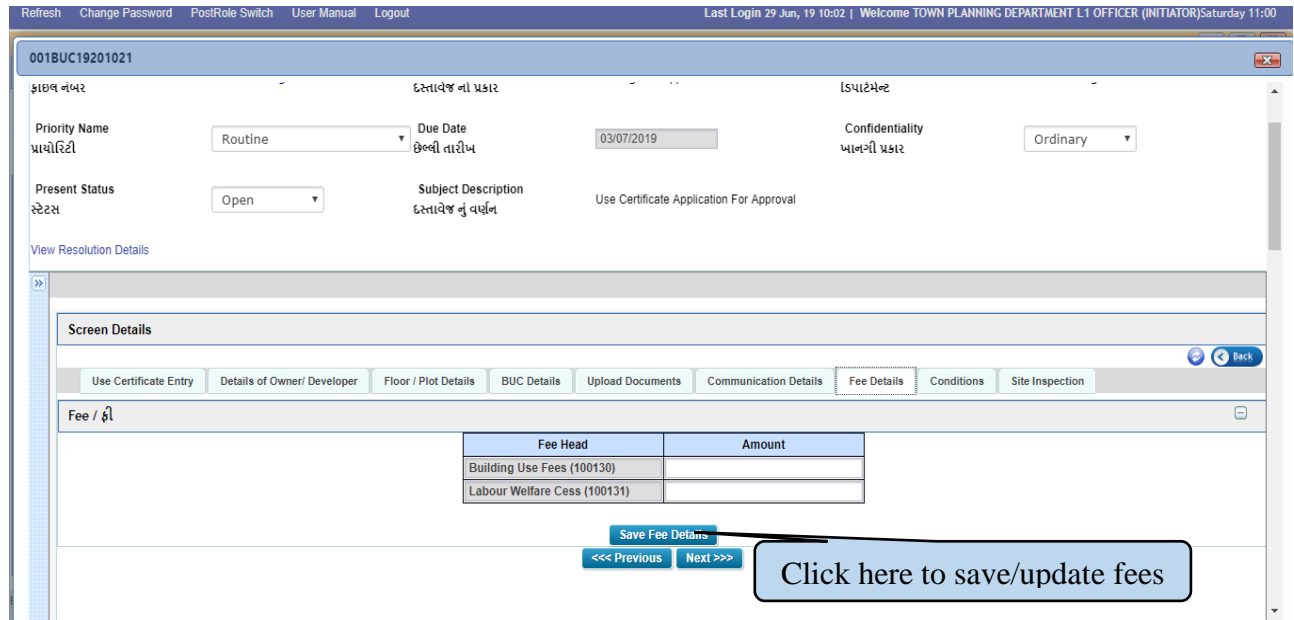 Refresh Change Password PostRole Switch User Manual Logout Last Login 29 Jun, 19 10:02 | Welcome TOWN PLANNING DEPARTMENT L1 OFFICER (INITIATOR)Saturday 11:00
001BUC19201021
ફાઇલ નંબર દસ્તાવેજ નો પ્રકાર ડિપાર્ટમેન્ટ
Priority Name Routine Due Date 03/07/2019 Confidentiality Ordinary
પ્રાયોરિટી છેલ્લી તારીખ ખાનગી પ્રકાર
Present Status Open Subject Description Use Certificate Application For Approval
સ્ટેટસ દસ્તાવેજ નું વર્ણન
View Resolution Details
Screen Details
Back
Use Certificate Entry Details of Owner/ Developer Floor / Plot Details BUC Details Upload Documents Communication Details Fee Details Conditions Site Inspection
Fee / ફી
Fee Head Amount
Building Use Fees (100130)
Labour Welfare Cess (100131)
Save Fee Details
<<< Previous Next >>>
Click here to save/update fees